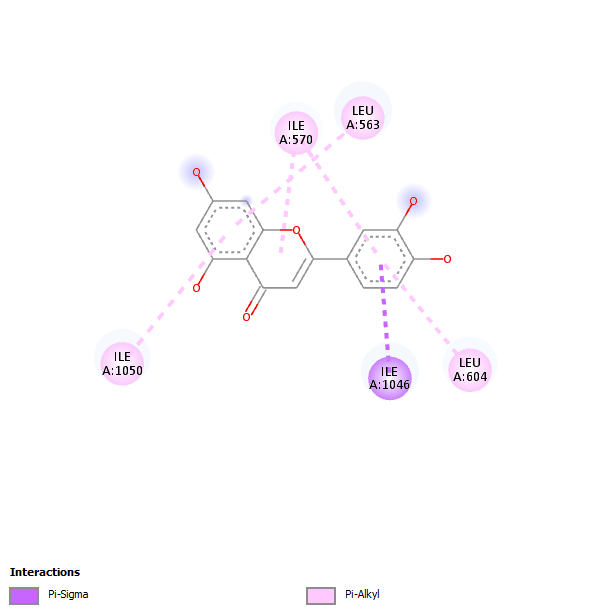 LEU
A:563
ILE
A:570
O
O
O
O
O
O
ILE
A:1050
ILE
A:1046
LEU
A:604
Interactions
Pi-Sigma
Pi-Alkyl